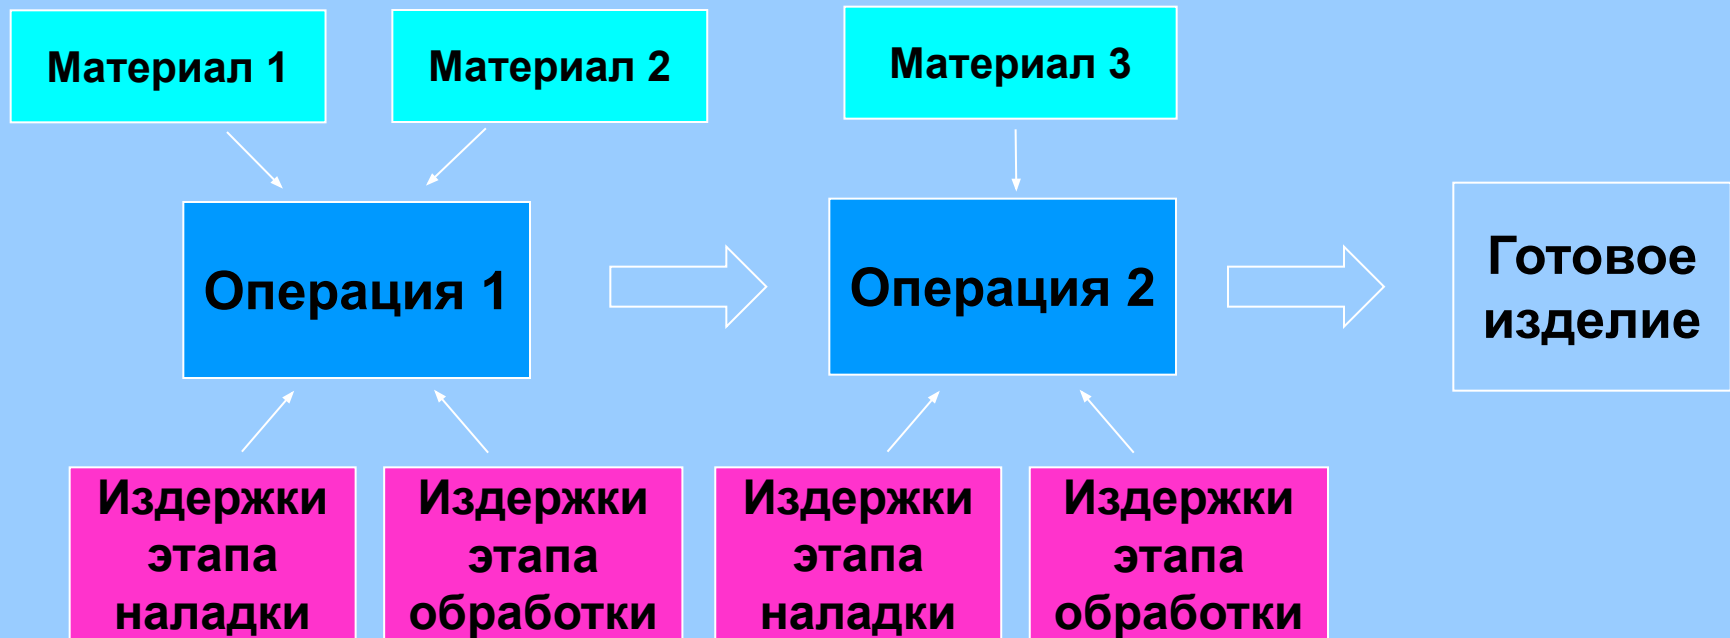 Материал 1
Материал 2
Материал 3
Операция 1
Операция 2
Готовое
изделие
Издержки
этапа
наладки
Издержки
этапа
обработки
Издержки
этапа
наладки
Издержки
этапа
обработки